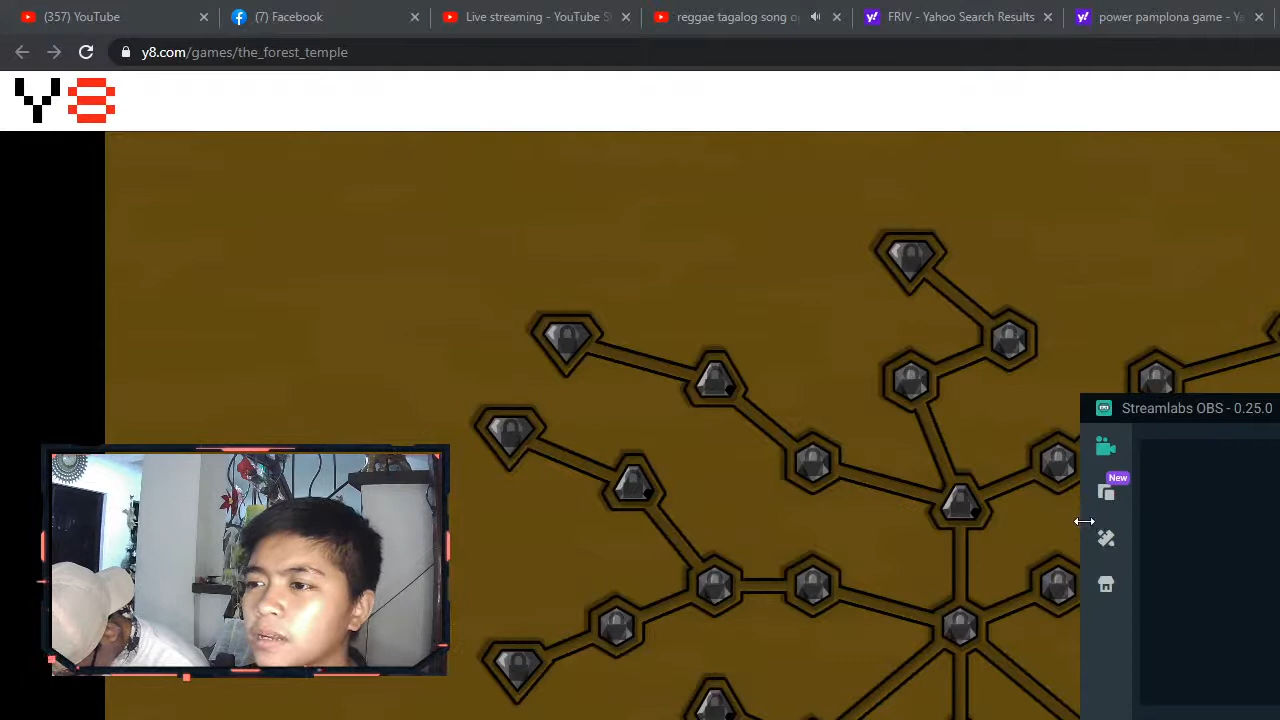 (357) YouTube
(7) Facebook
Live streaming - YouTube S
reggae tagalog song o
FRIV - Yahoo Search Results
power pamplona game - Y
y8.com/games/the_forest_temple
Y8
Streamlabs OBS - 0.25.0
New